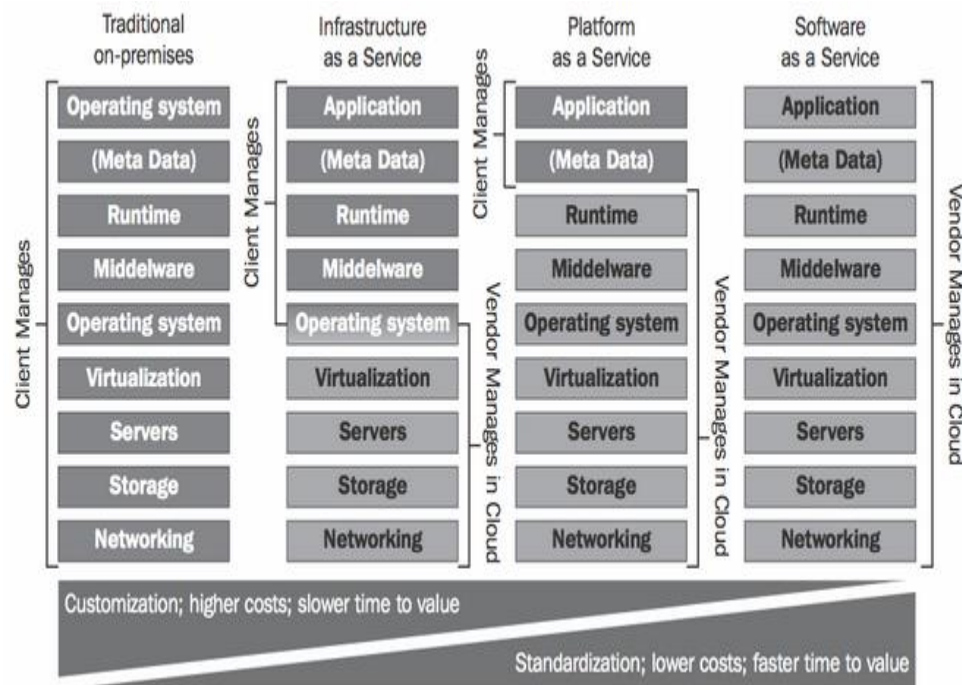 Traditional
on-premises
Client Manages
Operating system
(Meta Data)
Runtime
Middelware
Operating system
Virtualization
Servers
Storage
Networking
Infrastructure
as a Service
Client Manages
Application
(Meta Data)
Runtime
Middelware
Operating system
Virtualization
Servers
Storage
Networking
Vendor Manages in Cloud
Platform
as a Service
Client Manages
Application
(Meta Data)
Runtime
Middelware
Operating system
Virtualization
Servers
Storage
Networking
Vendor Manages in Cloud
Software
as a Service
Application
(Meta Data)
Runtime
Middelware
Operating system
Virtualization
Servers
Storage
Networking
Vendor Manages in Cloud
Customization; higher costs; slower time to value
Standardization; lower costs; faster time to value